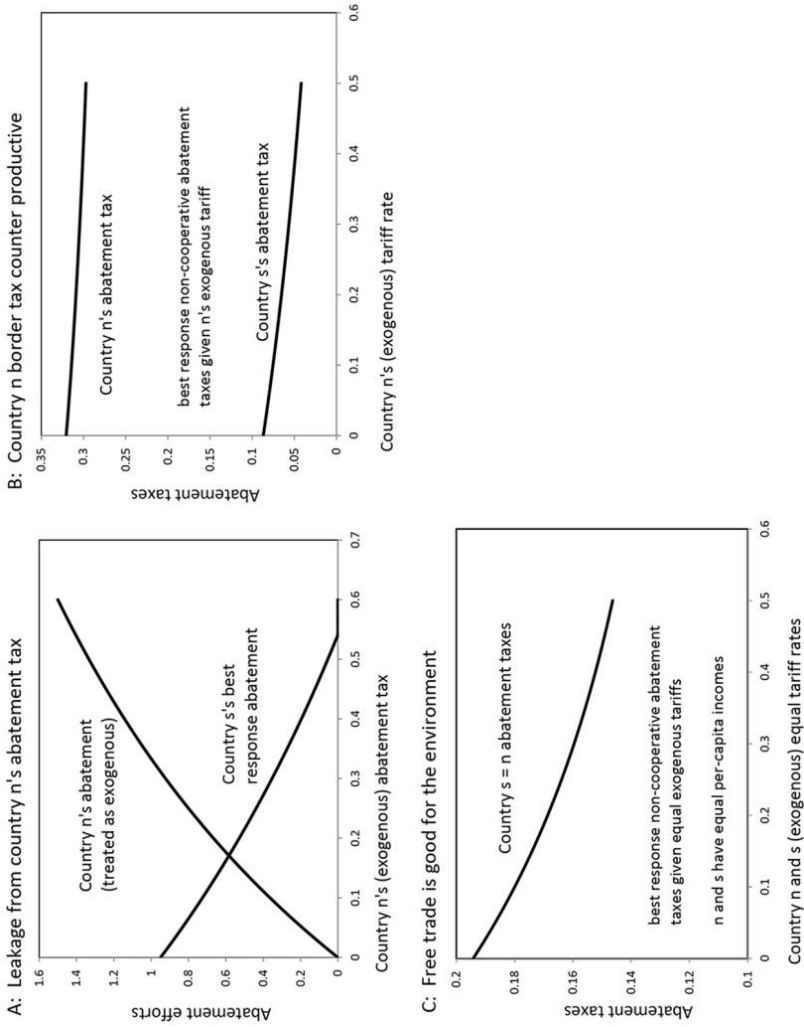 A: Leakage from country n's abatement tax
1.6
1.4
1.2
1
0.8
0.6
0.4
0.2
0
Abatement efforts
Country n's abatement
(treated as exogenous)
Country s's best
response abatement
0 0.1 0.2 0.3 0.4 0.5 0.6 0.7
Country n's (exogenous) abatement tax
B: Country n border tax counter productive
0.35
0.3
0.25
0.2
0.15
0.1
0.05
0
Abatement taxes
Country n's abatement tax
best response non-cooperative abatement
taxes given n's exogenous tariff
Country s's abatement tax
0 0.1 0.2 0.3 0.4 0.5 0.6
Country n's (exogenous) tariff rate
C: Free trade is good for the environment
0.2
0.18
0.16
0.14
0.12
0.1
Abatement taxes
Country s = n abatement taxes
best response non-cooperative abatement
taxes given equal exogenous tariffs
n and s have equal per-capita incomes
0 0.1 0.2 0.3 0.4 0.5 0.6
Country n and s (exogenous) equal tariff rates